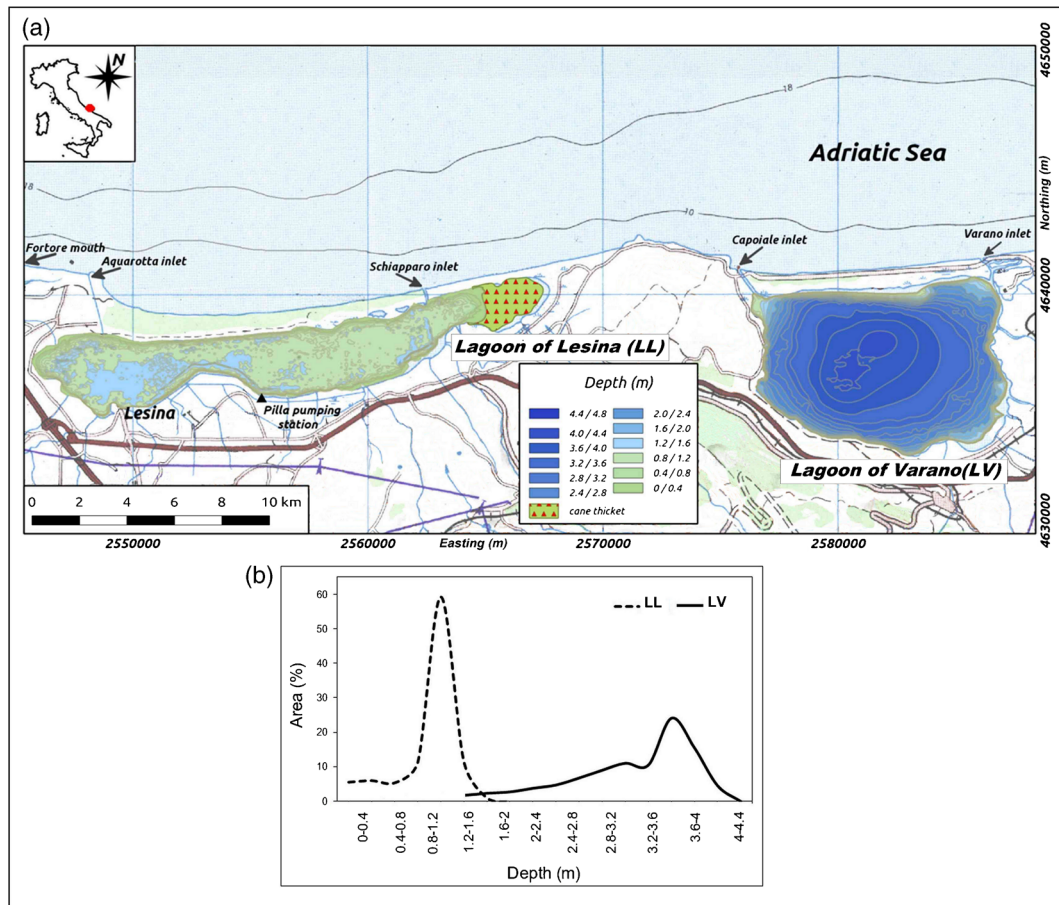 (a)
N
4650000
18
18
Adriatic Sea
Northing (m)
10
Fortore mouth
Aquarotta inlet
Schiapparo inlet
Capoiale inlet
Varano inlet
4640000
Lagoon of Lesina (LL)
Lesina
Pilla pumping
station
Depth (m)
4.4 / 4.8
4.0 / 4.4
3.6 / 4.0
3.2 / 3.6
2.8 / 3.2
2.4 / 2.8
cane thicket
2.0 / 2.4
1.6 / 2.0
1.2 / 1.6
0.8 / 1.2
0.4 / 0.8
0 / 0.4
Lagoon of Varano(LV)
0 2 4 6 8 10 km
4630000
2550000 2560000 Easting (m) 2570000 2580000
(b)
LL LV
Area (%)
60
50
40
30
20
10
0
0-0.4
0.4-0.8
0.8-1.2
1.2-1.6
1.6-2
2-2.4
2.4-2.8
2.8-3.2
3.2-3.6
3.6-4
4-4.4
Depth (m)